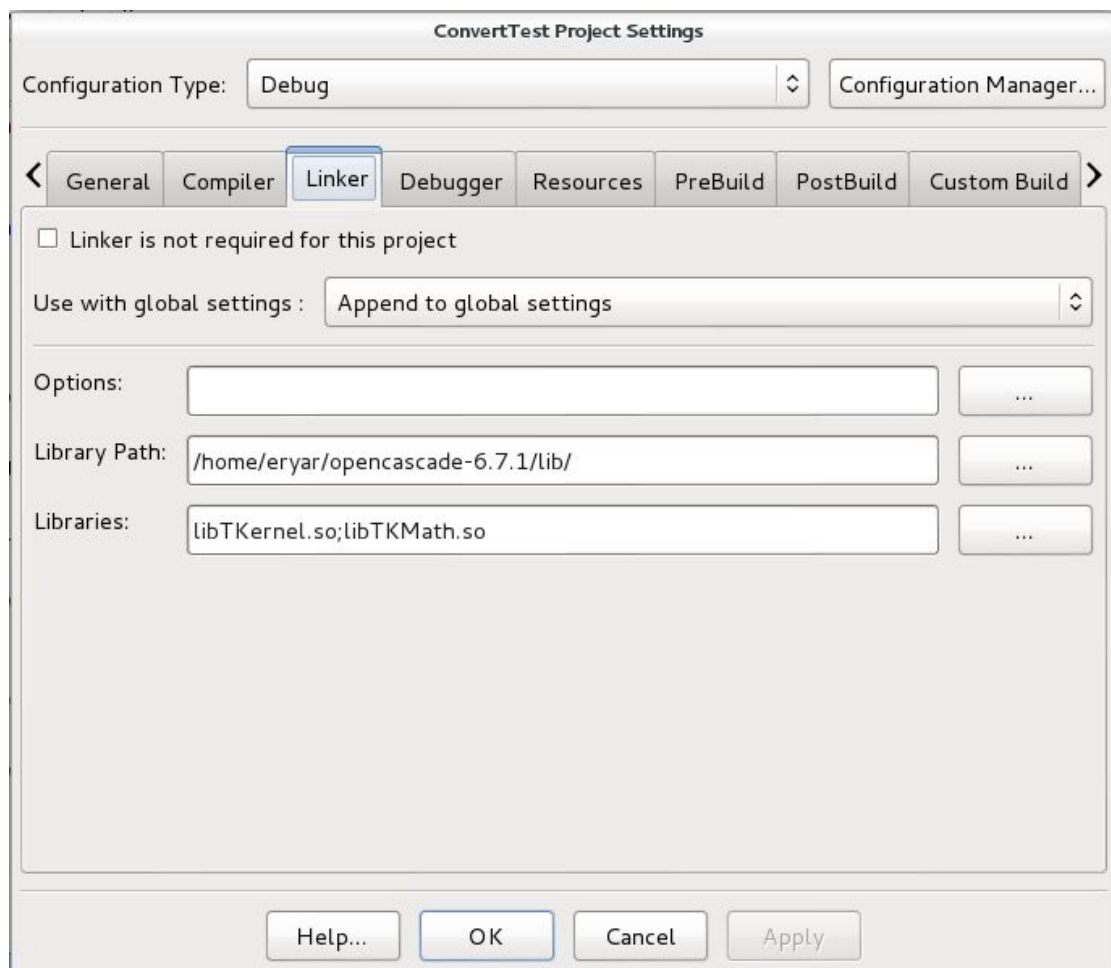 ConvertTest Project Settings
Configuration Type: Debug Configuration Manager...
General Compiler Linker Debugger Resources PreBuild PostBuild Custom Build
Linker is not required for this project
Use with global settings : Append to global settings
Options: ...
Library Path: /home/eryar/opencascade-6.7.1/lib/ ...
Libraries: libTKernel.so;libTKMath.so ...
Help... OK Cancel Apply